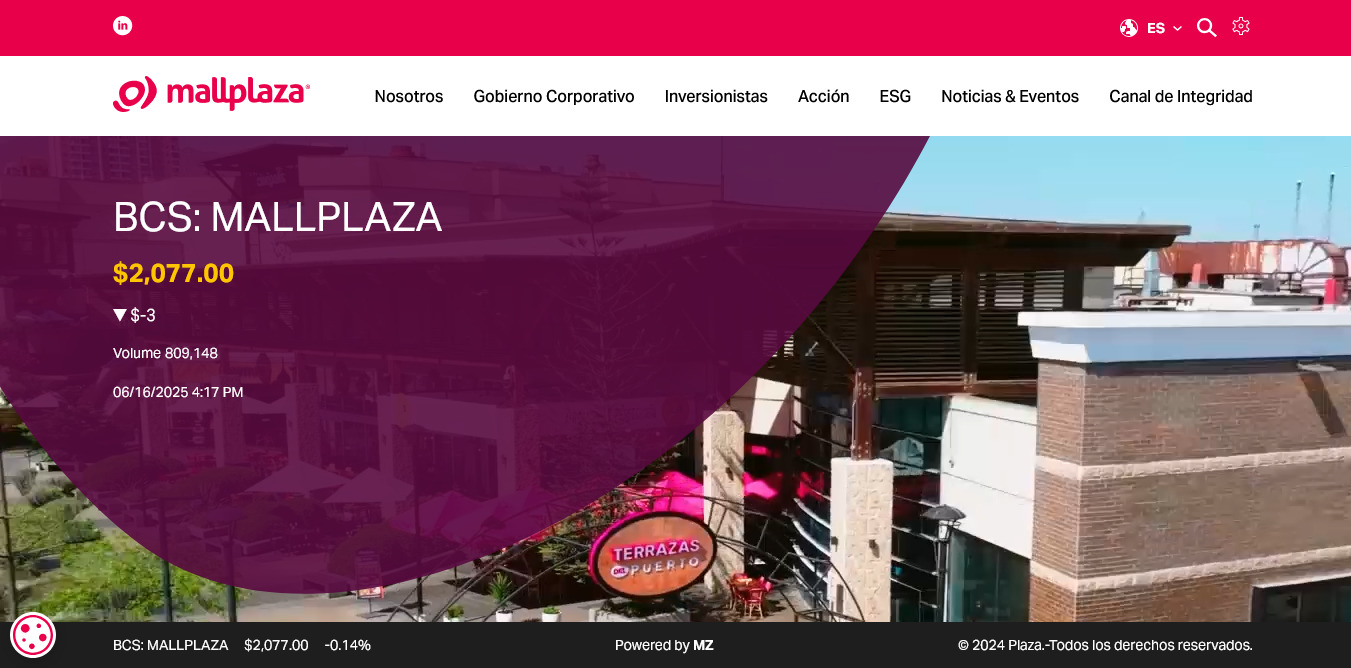 in
ES
mallplaza®
Nosotros Gobierno Corporativo Inversionistas Acción ESG Noticias & Eventos Canal de Integridad
BCS: MALLPLAZA
$2,077.00
▼ $-3
Volume 809,148
06/16/2025 4:17 PM
TERRAZAS
DEL PUERTO
BCS: MALLPLAZA $2,077.00 -0.14% Powered by MZ © 2024 Plaza.-Todos los derechos reservados.